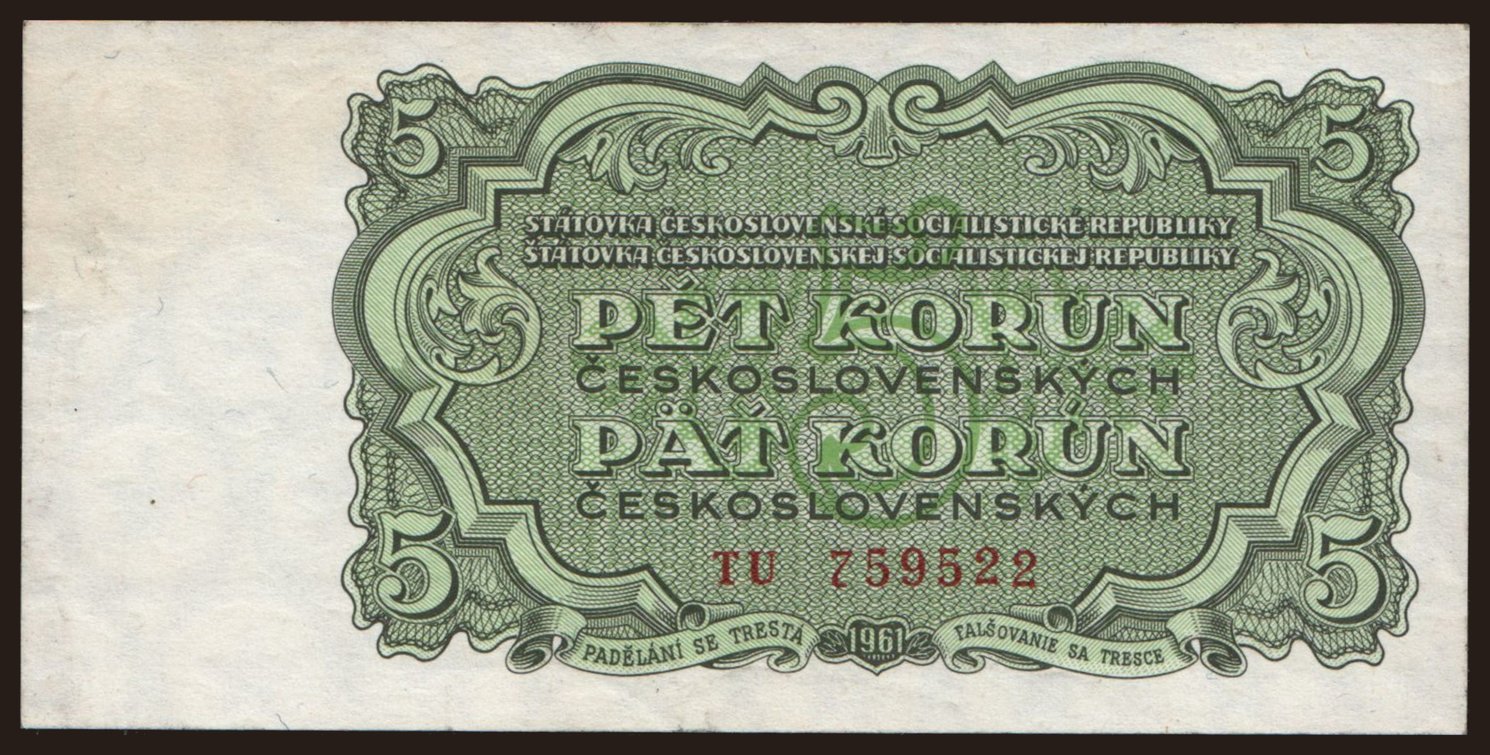 5 5
STÁTOVKA ČESKOSLOVENSKÉ SOCIALISTICKÉ REPUBLIKY
ŠTÁTOVKA ČESKOSLOVENSKEJ SOCIALISTICKEJ REPUBLIKY
PĚT KORUN
ČESKOSLOVENSKÝCH
PÄŤ KORÚN
ČESKOSLOVENSKÝCH
5 5
TU 759522
PADĚLÁNÍ SE TRESTÁ 1961 FALŠOVANIE SA TRESCE